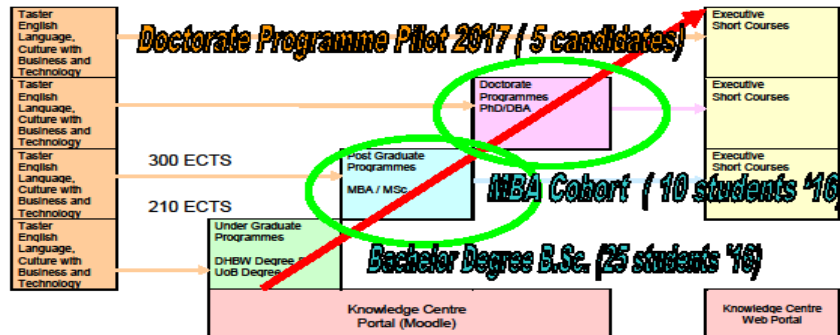 Taster
English
Language,
Culture with
Business and
Technology
Doctorate Programme Pilot 2017 ( 5 candidates)
Executive
Short Courses
Taster
English
Language,
Culture with
Business and
Technology
Doctorate
Programmes
PhD/DBA
Executive
Short Courses
Taster
English
Language,
Culture with
Business and
Technology
300 ECTS
210 ECTS
Post Graduate
Programmes
MBA / MSc
Executive
Short Courses
MBA Cohort ( 10 students '16)
Taster
English
Language,
Culture with
Business and
Technology
Under Graduate
Programmes
DHBW Degree
UoB Degree
Bachelor Degree B.Sc. (25 students '16)
Knowledge Centre
Portal (Moodle)
Knowledge Centre
Web Portal